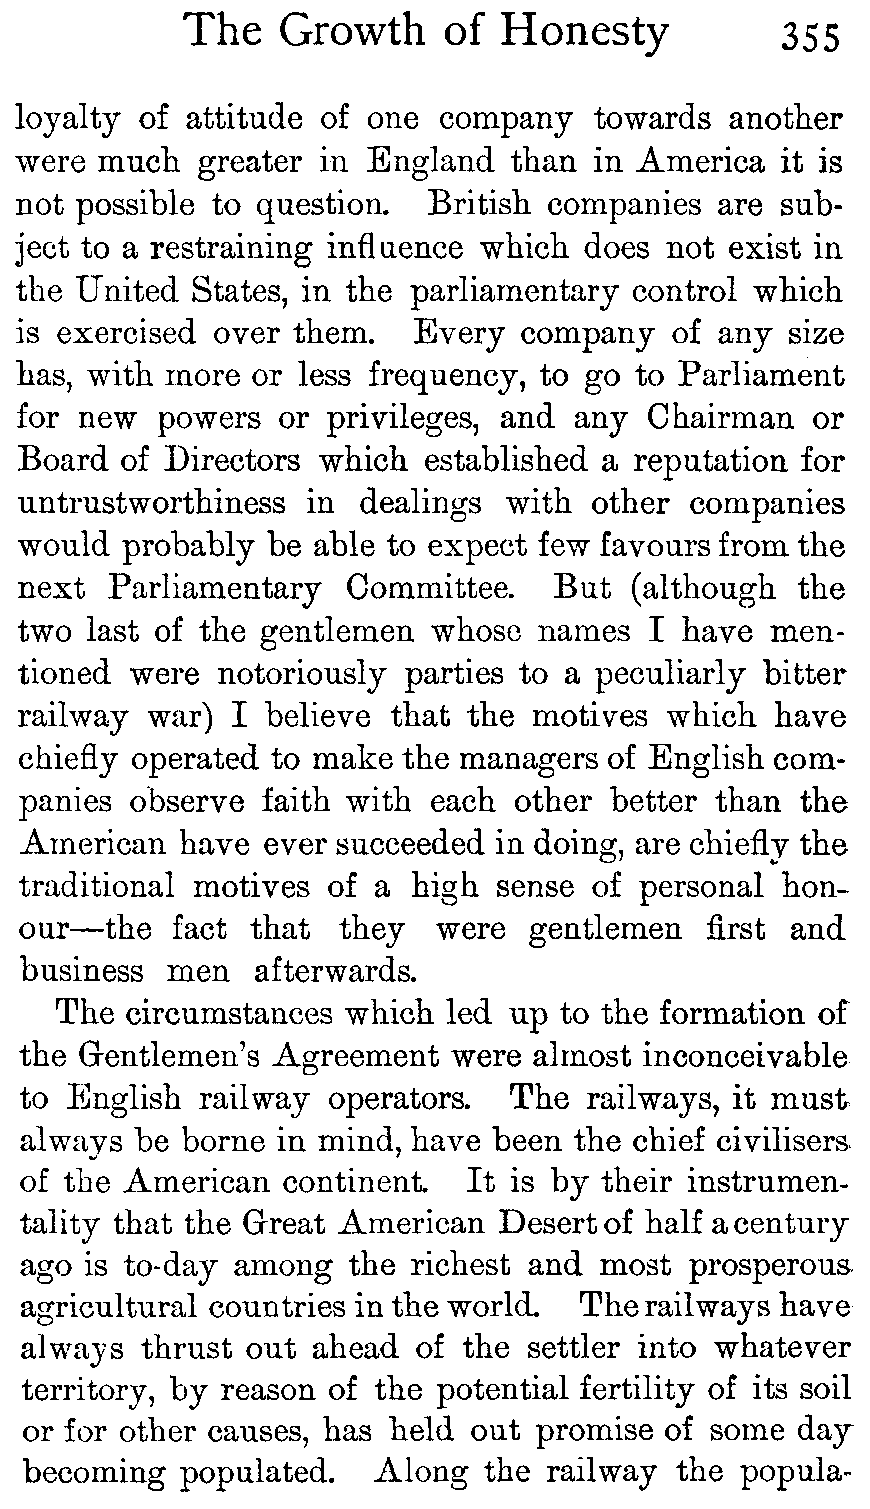 The Growth of Honesty 355
loyalty of attitude of one company towards another
were much greater in England than in America it is
not possible to question. British companies are sub-
ject to a restraining influence which does not exist in
the United States, in the parliamentary control which
is exercised over them. Every company of any size
has, with more or less frequency, to go to Parliament
for new powers or privileges, and any Chairman or
Board of Directors which established a reputation for
untrustworthiness in dealings with other companies
would probably be able to expect few favours from the
next Parliamentary Committee. But (although the
two last of the gentlemen whose names I have men-
tioned were notoriously parties to a peculiarly bitter
railway war) I believe that the motives which have
chiefly operated to make the managers of English com-
panies observe faith with each other better than the
American have ever succeeded in doing, are chiefly the
traditional motives of a high sense of personal hon-
our—the fact that they were gentlemen first and
business men afterwards.
The circumstances which led up to the formation of
the Gentlemen's Agreement were almost inconceivable
to English railway operators. The railways, it must
always be borne in mind, have been the chief civilisers
of the American continent. It is by their instrumen-
tality that the Great American Desert of half a century
ago is to-day among the richest and most prosperous
agricultural countries in the world. The railways have
always thrust out ahead of the settler into whatever
territory, by reason of the potential fertility of its soil
or for other causes, has held out promise of some day
becoming populated. Along the railway the popula-